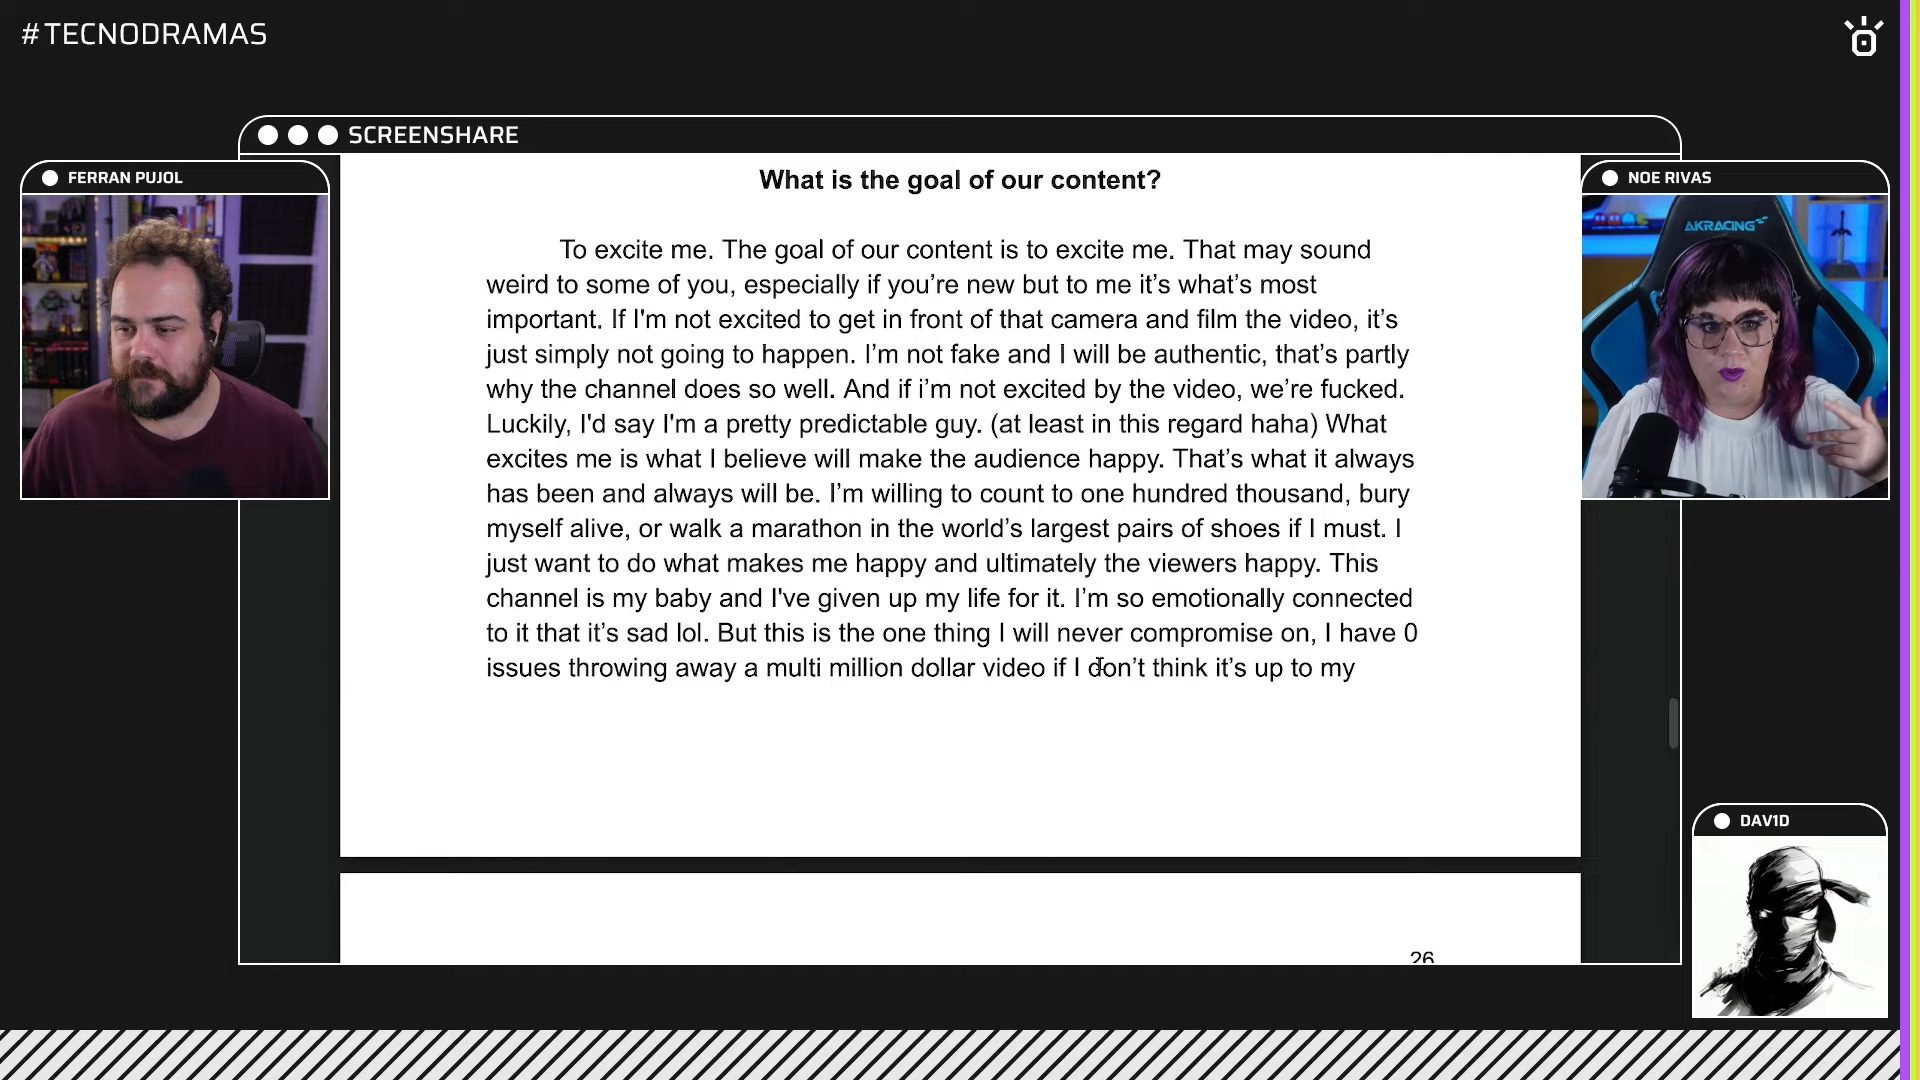 #TECNODRAMAS
SCREENSHARE
FERRAN PUJOL
NOE RIVAS
AKRACING
What is the goal of our content?
To excite me. The goal of our content is to excite me. That may sound
weird to some of you, especially if you’re new but to me it’s what’s most
important. If I'm not excited to get in front of that camera and film the video, it’s
just simply not going to happen. I’m not fake and I will be authentic, that’s partly
why the channel does so well. And if i’m not excited by the video, we’re fucked.
Luckily, I'd say I'm a pretty predictable guy. (at least in this regard haha) What
excites me is what I believe will make the audience happy. That’s what it always
has been and always will be. I’m willing to count to one hundred thousand, bury
myself alive, or walk a marathon in the world’s largest pairs of shoes if I must. I
just want to do what makes me happy and ultimately the viewers happy. This
channel is my baby and I've given up my life for it. I’m so emotionally connected
to it that it’s sad lol. But this is the one thing I will never compromise on, I have 0
issues throwing away a multi million dollar video if I don’t think it’s up to my
26
DAV1D